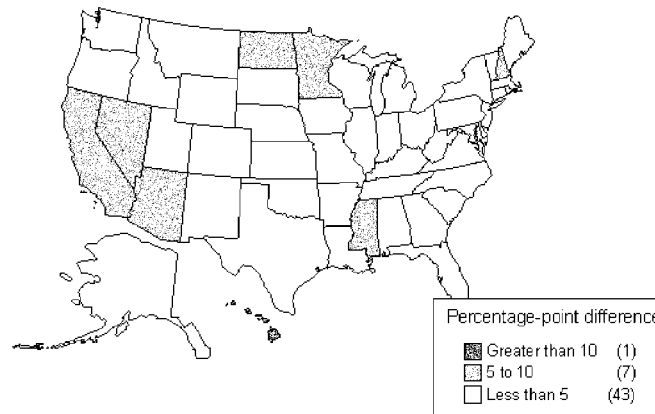 Percentage-point difference
Greater than 10 (1)
5 to 10 (7)
Less than 5 (43)